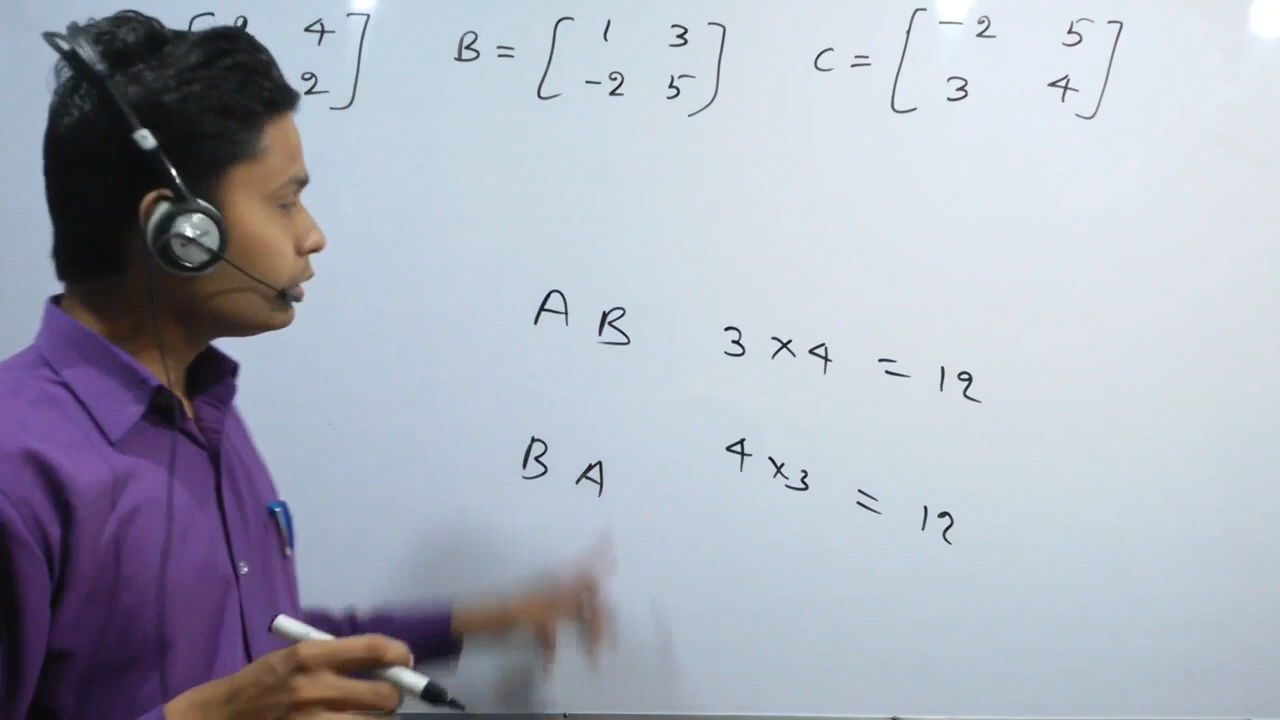 4 B = [ 1 3 C = [ -2 5 ]
2 ] -2 5 ] 3 4 ]
A B 3 × 4 = 12
B A 4 × 3 = 12